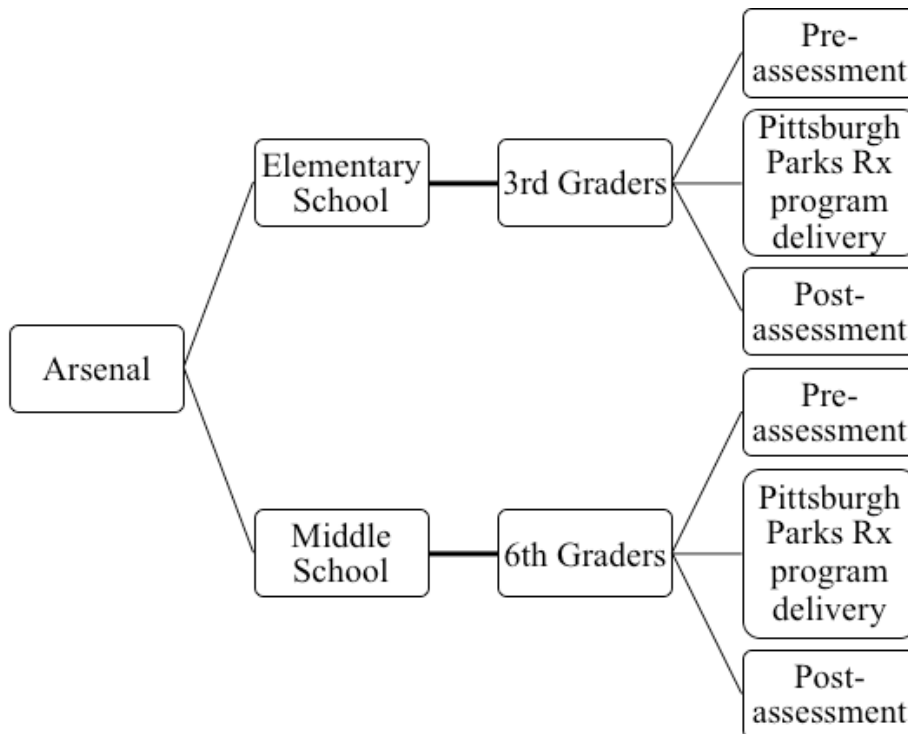 Arsenal
Elementary
School
3rd Graders
Pre-
assessment
Pittsburgh
Parks Rx
program
delivery
Post-
assessment
Middle
School
6th Graders
Pre-
assessment
Pittsburgh
Parks Rx
program
delivery
Post-
assessment